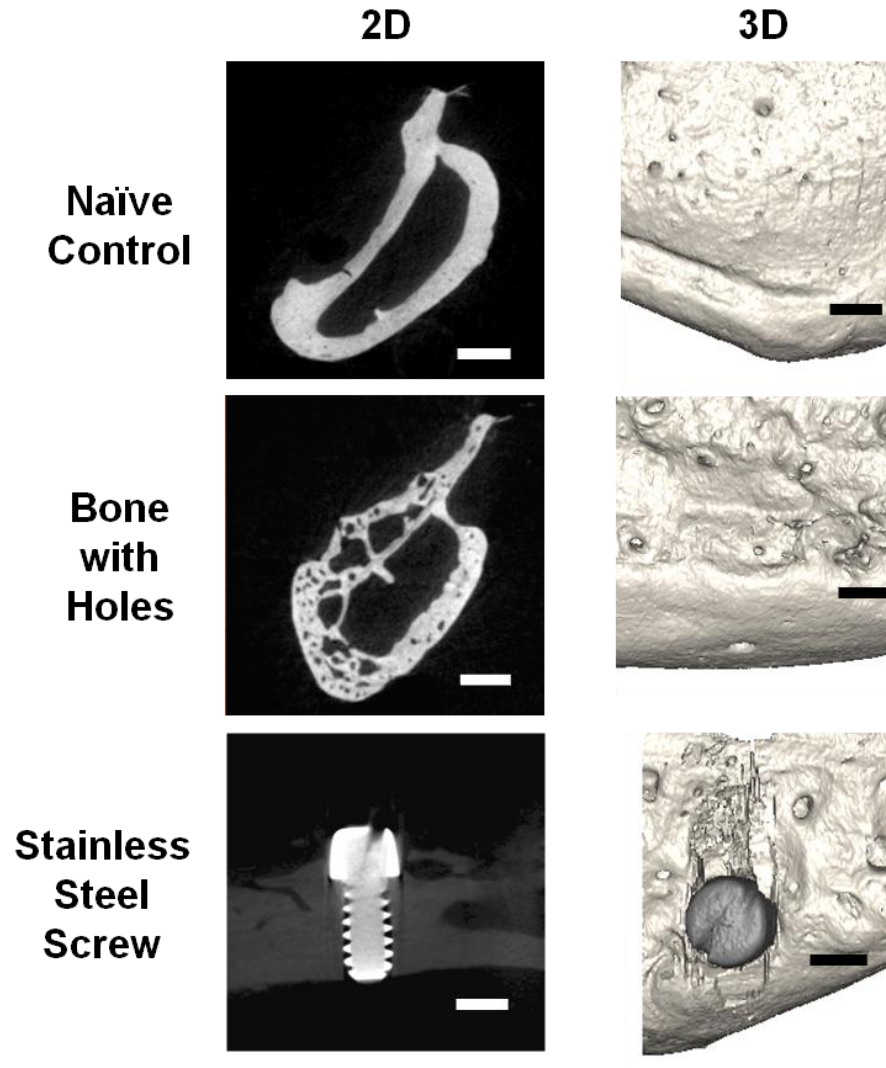 2D
3D
Naïve
Control
Bone
with
Holes
Stainless
Steel
Screw